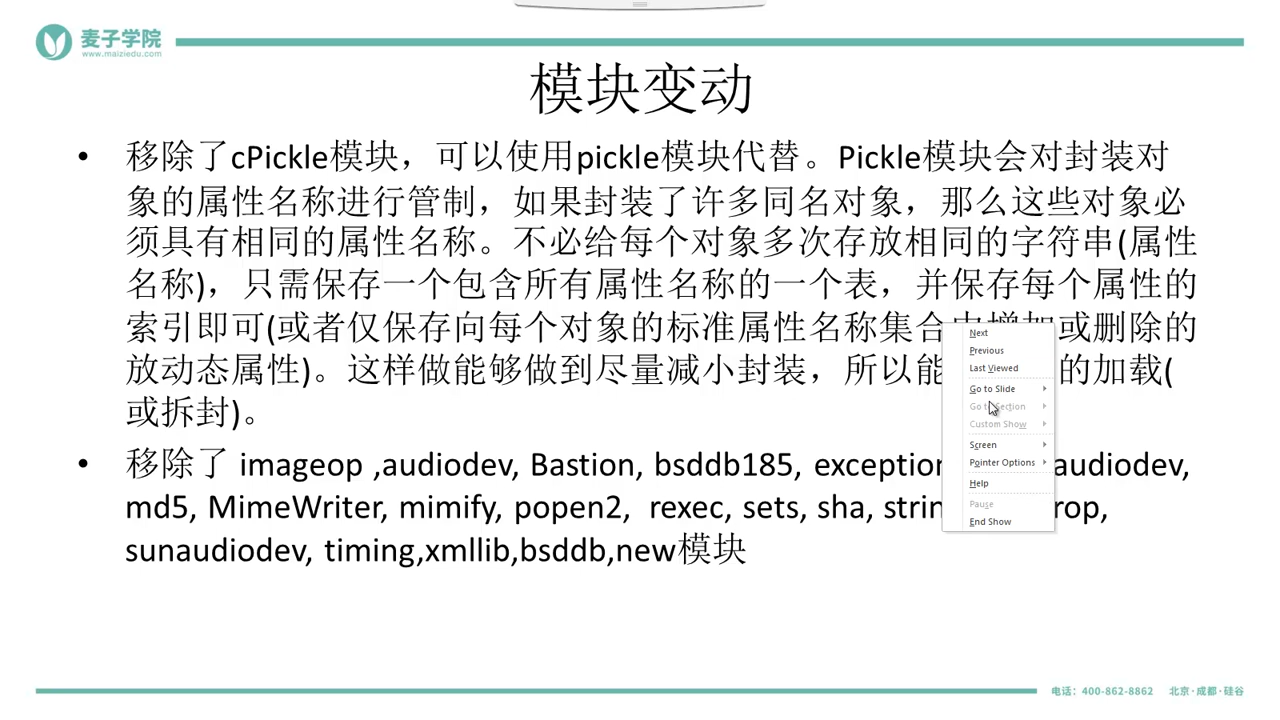 麦子学院
www.maiziedu.com
模块变动
• 移除了cPickle模块，可以使用pickle模块代替。Pickle模块会对封装对
象的属性名称进行管制，如果封装了许多同名对象，那么这些对象必
须具有相同的属性名称。不必给每个对象多次存放相同的字符串(属性
名称)，只需保存一个包含所有属性名称的一个表，并保存每个属性的
索引即可(或者仅保存向每个对象的标准属性名称集合中增加或删除的
放动态属性)。这样做能够做到尽量减小封装，所以能 的加载(
或拆封)。
• 移除了 imageop ,audiodev, Bastion, bsddb185, exception audiodev,
md5, MimeWriter, mimify, popen2, rexec, sets, sha, strin rop,
sunaudiodev, timing,xmllib,bsddb,new模块
Next
Previous
Last Viewed
Go to Slide
Go to Section
Custom Show
Screen
Pointer Options
Help
Pause
End Show
电话：400-862-8862 北京·成都·硅谷